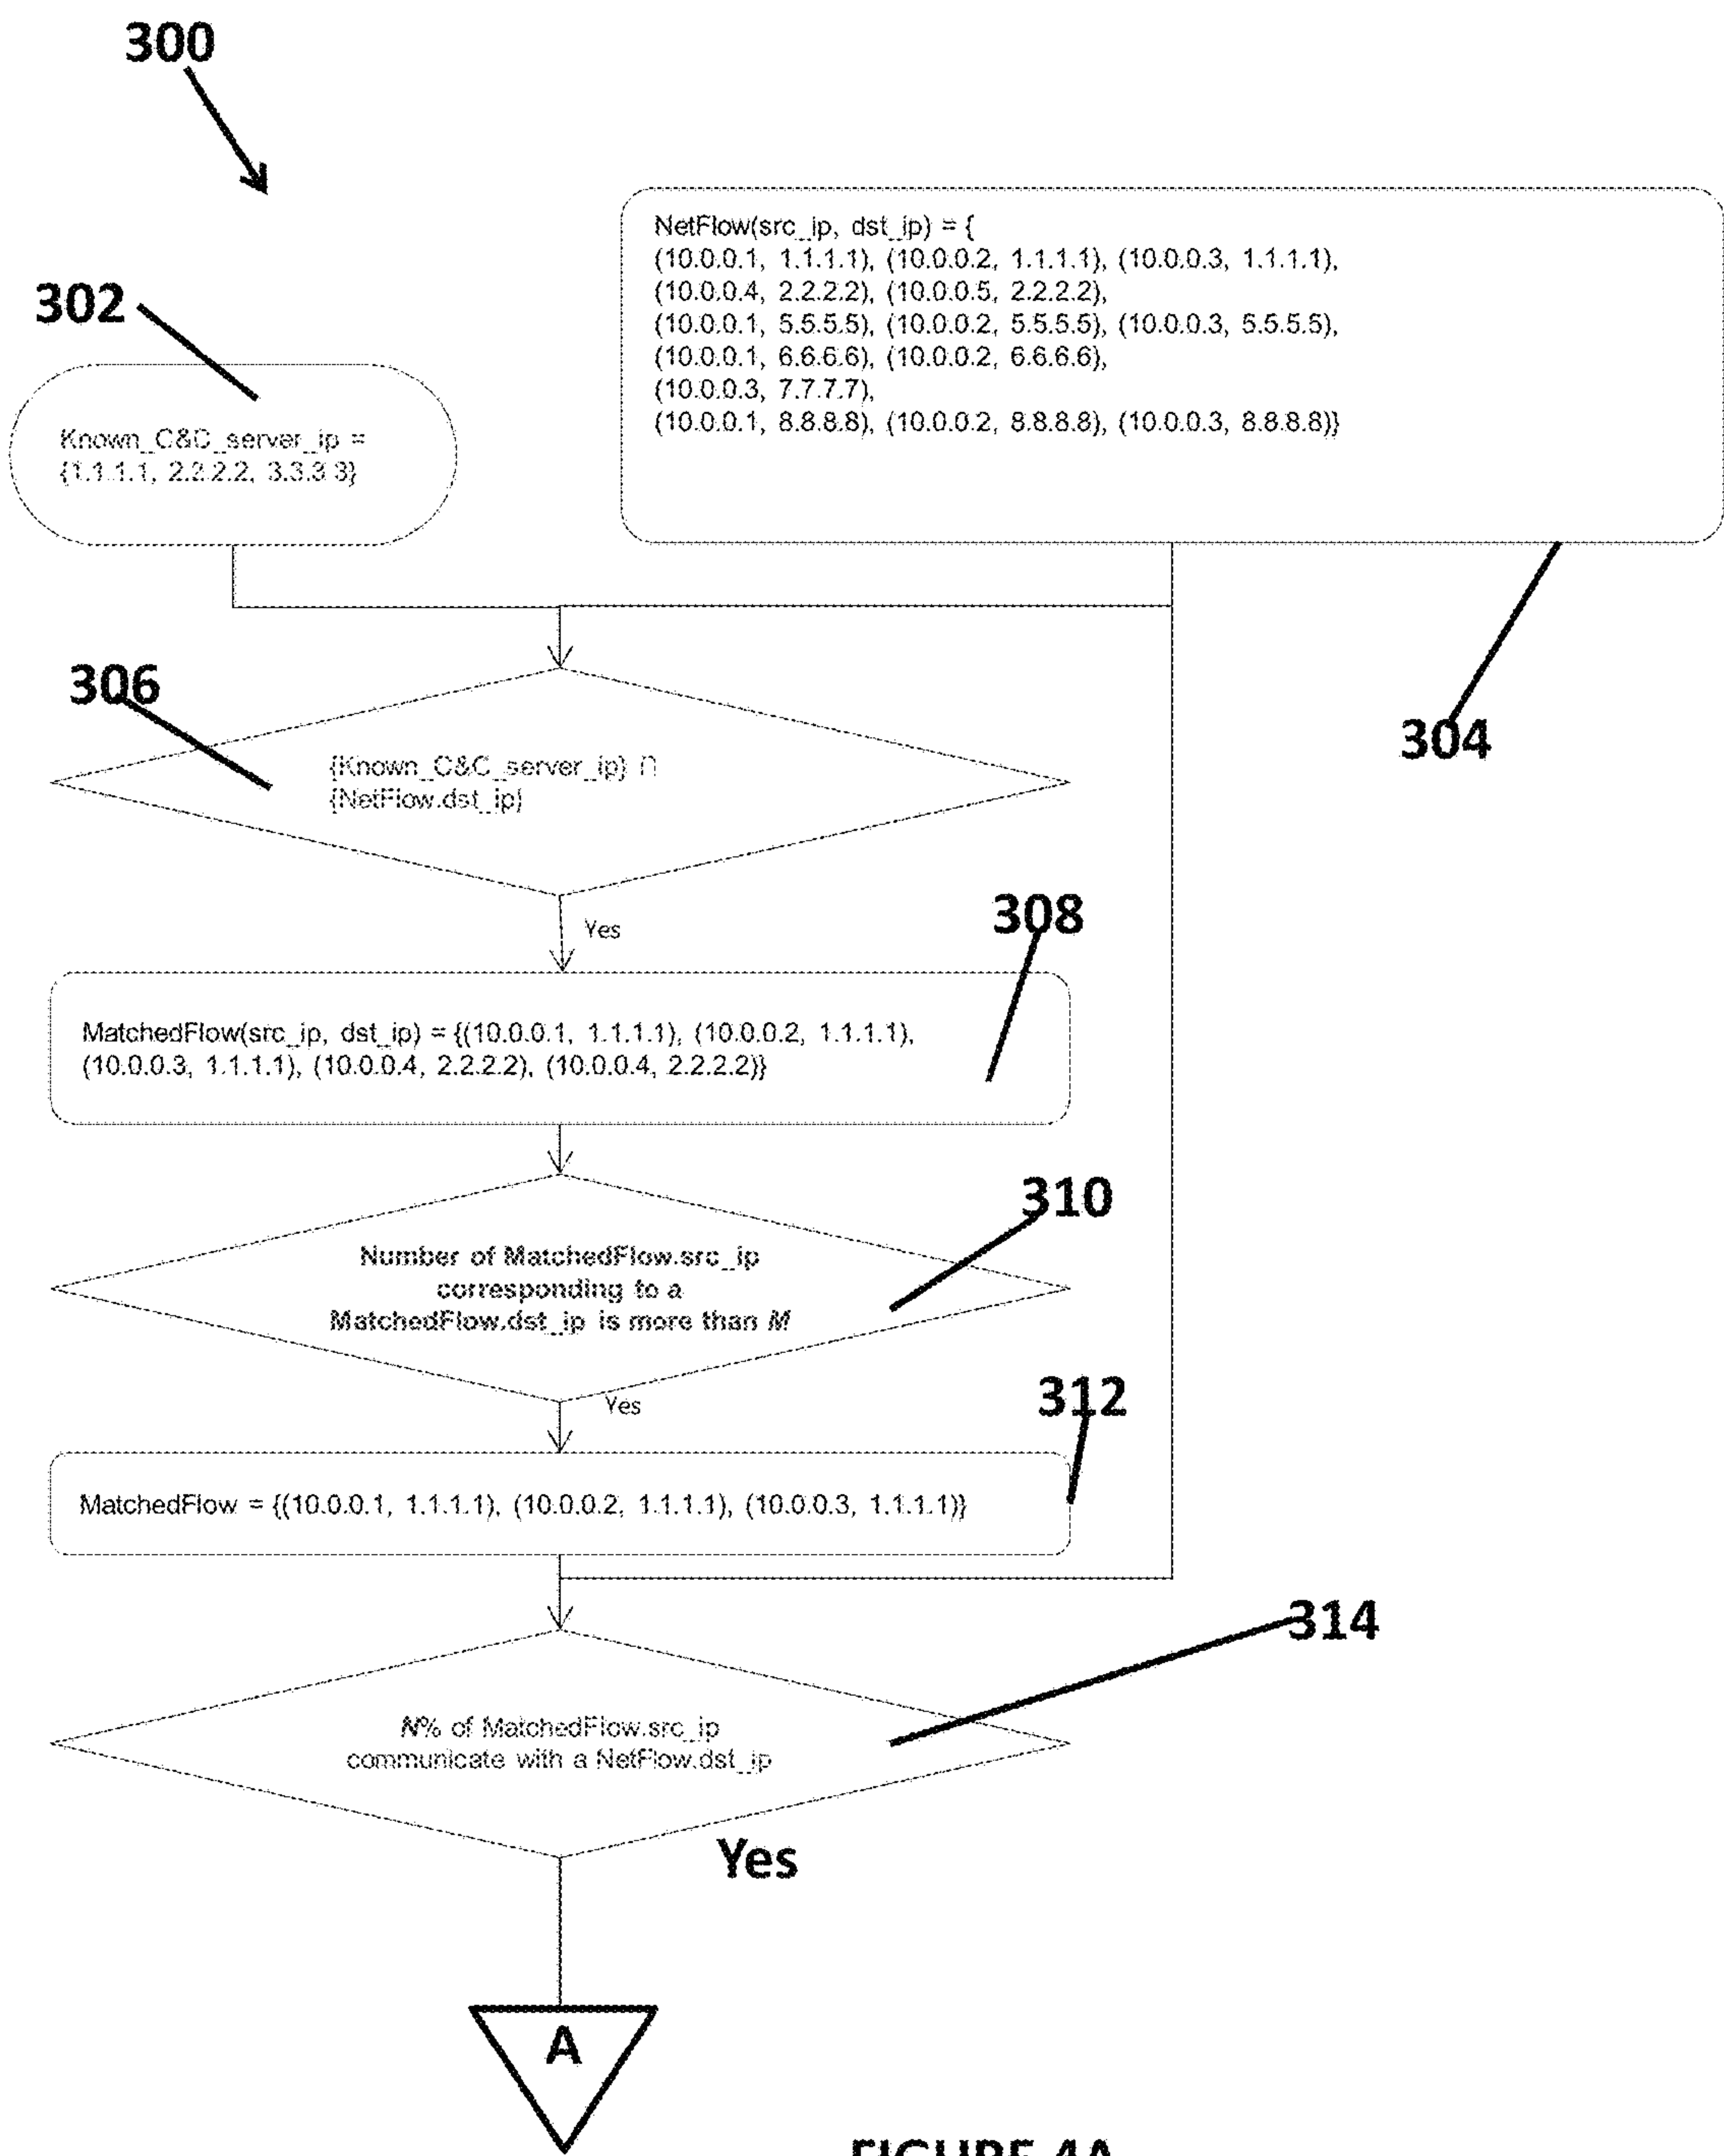 300
NetFlow(src_ip, dst_ip) = {
(10.0.0.1, 1.1.1.1), (10.0.0.2, 1.1.1.1), (10.0.0.3, 1.1.1.1),
(10.0.0.4, 2.2.2.2), (10.0.0.5, 2.2.2.2),
(10.0.0.1, 5.5.5.5), (10.0.0.2, 5.5.5.5), (10.0.0.3, 5.5.5.5),
(10.0.0.1, 6.6.6.6), (10.0.0.2, 6.6.6.6),
(10.0.0.3, 7.7.7.7),
(10.0.0.1, 8.8.8.8), (10.0.0.2, 8.8.8.8), (10.0.0.3, 8.8.8.8)}
302
Known_C&C_server_ip =
{1.1.1.1, 2.2.2.2, 3.3.3.3}
304
306
{Known_C&C_server_ip} ∩
{NetFlow.dst_ip}
Yes
308
MatchedFlow(src_ip, dst_ip) = {(10.0.0.1, 1.1.1.1), (10.0.0.2, 1.1.1.1),
(10.0.0.3, 1.1.1.1), (10.0.0.4, 2.2.2.2), (10.0.0.4, 2.2.2.2)}
310
Number of MatchedFlow.src_ip
corresponding to a
MatchedFlow.dst_ip is more than M
Yes
312
MatchedFlow = {(10.0.0.1, 1.1.1.1), (10.0.0.2, 1.1.1.1), (10.0.0.3, 1.1.1.1)}
314
N% of MatchedFlow.src_ip
communicate with a NetFlow.dst_ip
Yes
A
FIGURE 4A